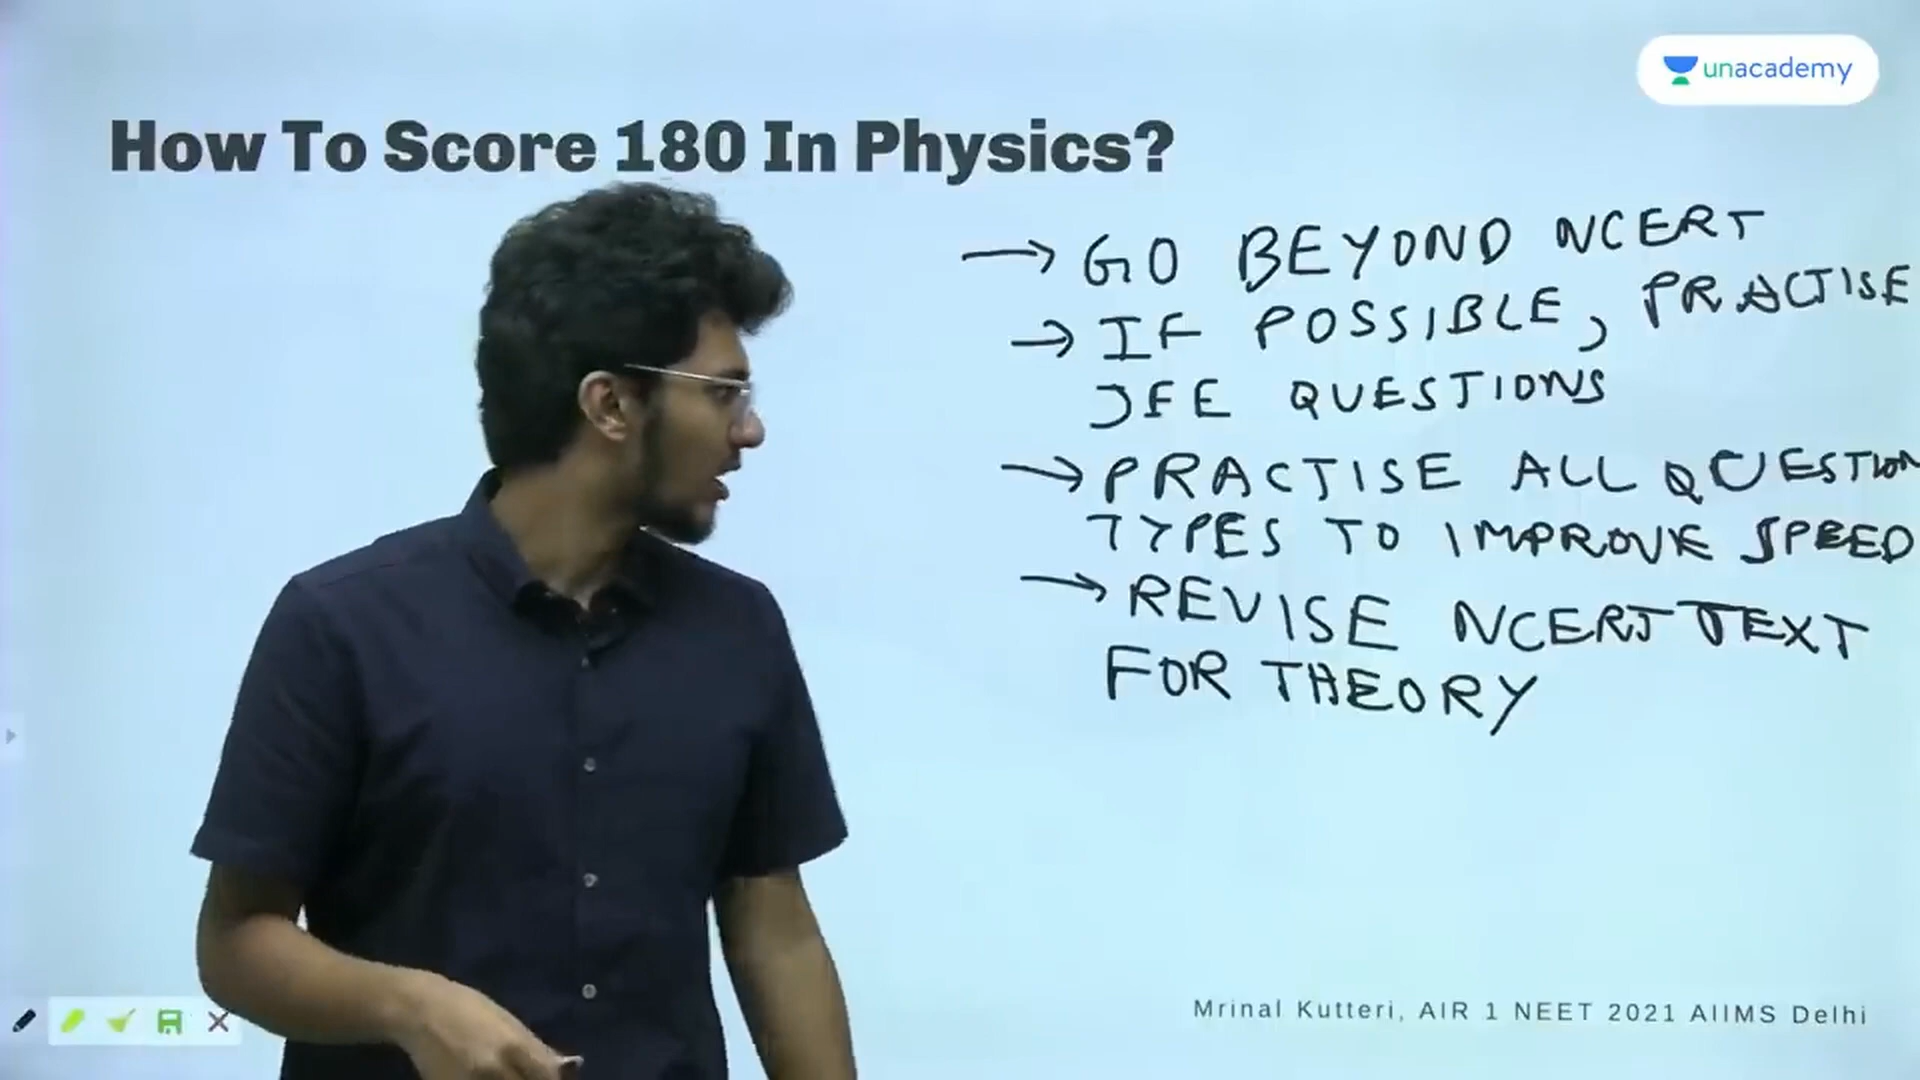 unacademy
How To Score 180 In Physics?
→ GO BEYOND NCERT
→ IF POSSIBLE, PRACTISE
JEE QUESTIONS
→ PRACTISE ALL QUESTION
TYPES TO IMPROVE SPEED
→ REVISE NCERT TEXT
FOR THEORY
Mrinal Kutteri, AIR 1 NEET 2021 AIIMS Delhi